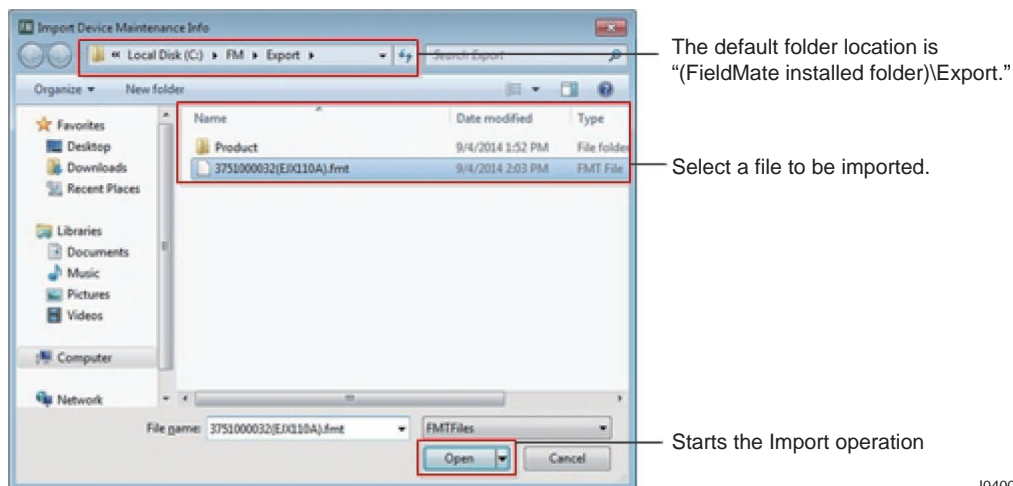 Import Device Maintenance Info
« Local Disk (C:) ▸ FM ▸ Export ▸
Search Export
The default folder location is
“(FieldMate installed folder)\Export.”
Organize
New folder
Name
Date modified
Type
Favorites
Desktop
Downloads
Recent Places
Product
9/4/2014 1:52 PM
File folder
3751000032(EJX110A).fmt
9/4/2014 2:03 PM
FMT File
Select a file to be imported.
Libraries
Documents
Music
Pictures
Videos
Computer
Network
File name:
3751000032(EJX110A).fmt
FMTFiles
Open
Cancel
Starts the Import operation